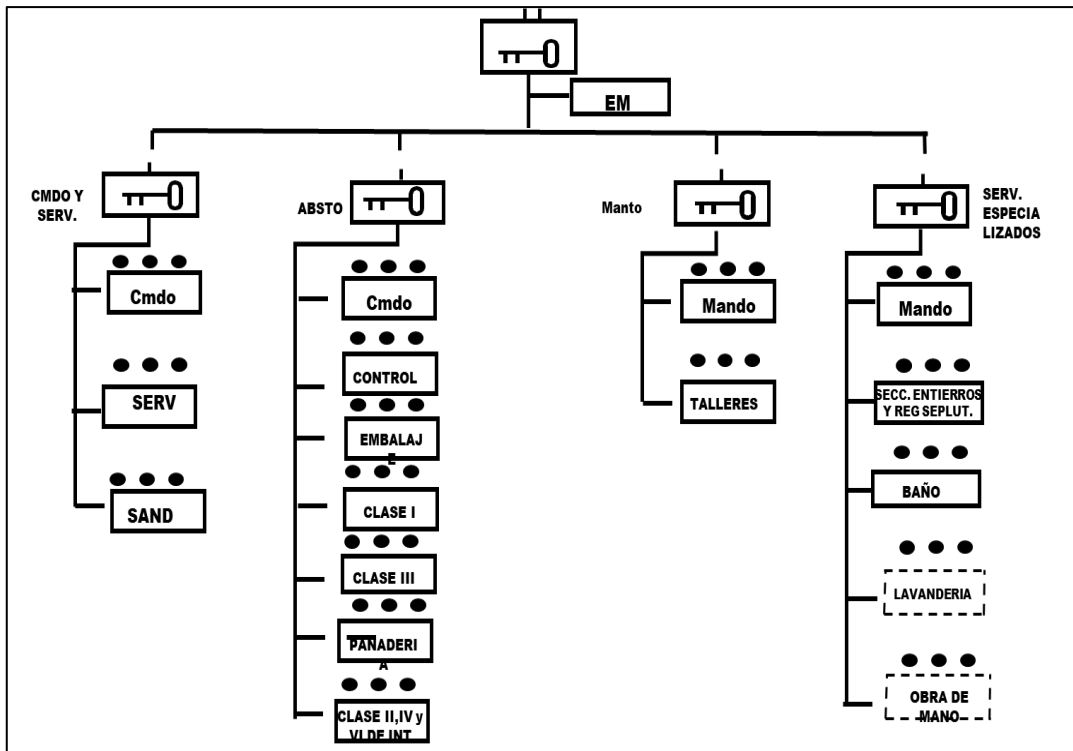 EM
CMDO Y
SERV.
Cmdo
SERV
SAND
ABSTO
Cmdo
CONTROL
EMBALAJ
E
CLASE I
CLASE III
PANADERI
A
CLASE II,IV y
VI DE INT
Manto
Mando
TALLERES
SERV.
ESPECIA
LIZADOS
Mando
SECC. ENTIERROS
Y REG SEPLUT.
BAÑO
LAVANDERIA
OBRA DE
MANO